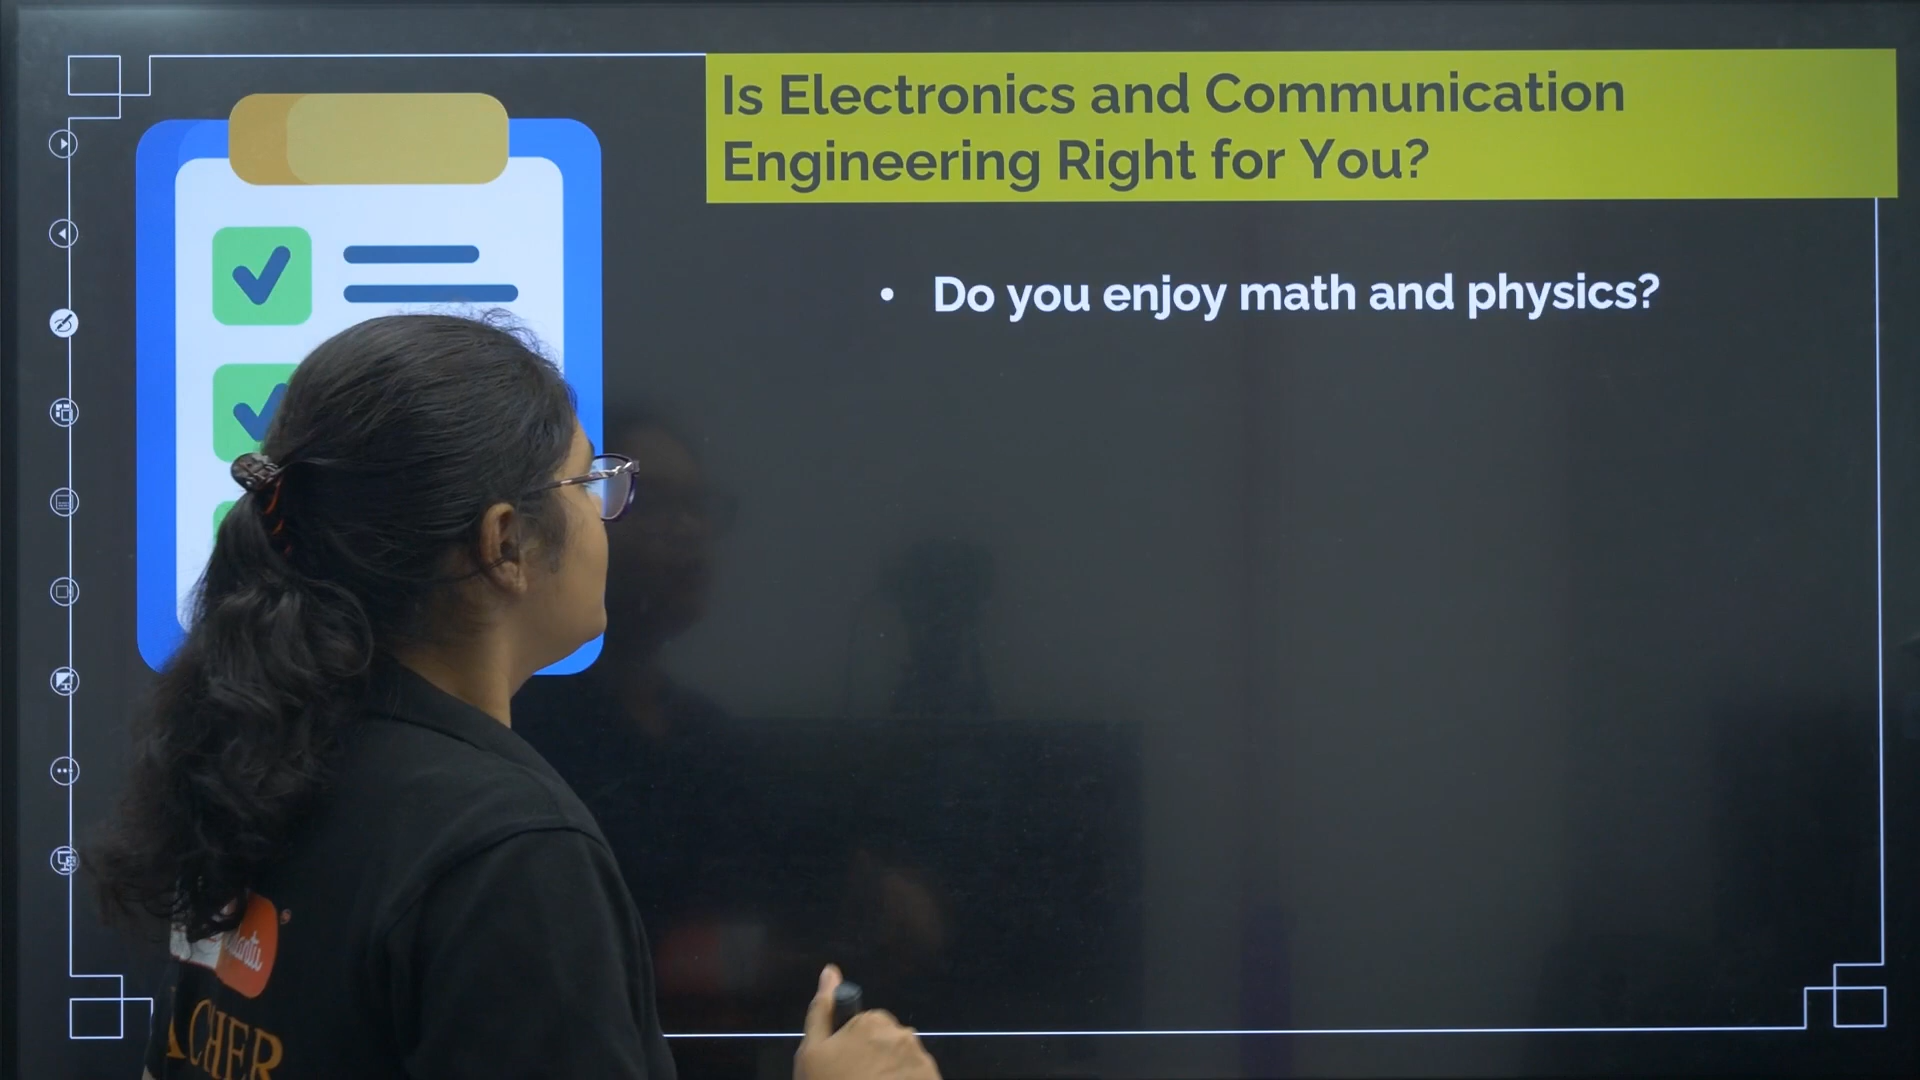 Is Electronics and Communication
Engineering Right for You?
• Do you enjoy math and physics?